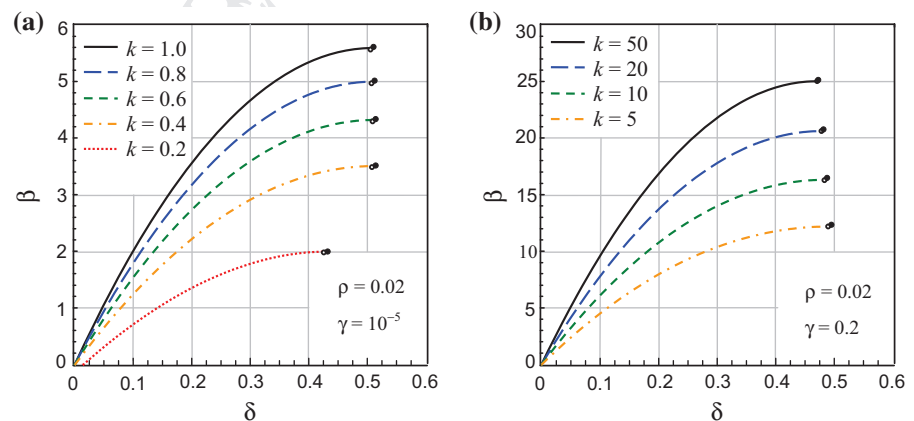 (a)
6
5
4
3
2
1
0
β
k = 1.0
k = 0.8
k = 0.6
k = 0.4
k = 0.2
ρ = 0.02
γ = 10⁻⁵
0 0.1 0.2 0.3 0.4 0.5 0.6
δ
(b)
30
25
20
15
10
5
0
β
k = 50
k = 20
k = 10
k = 5
ρ = 0.02
γ = 0.2
0 0.1 0.2 0.3 0.4 0.5 0.6
δ